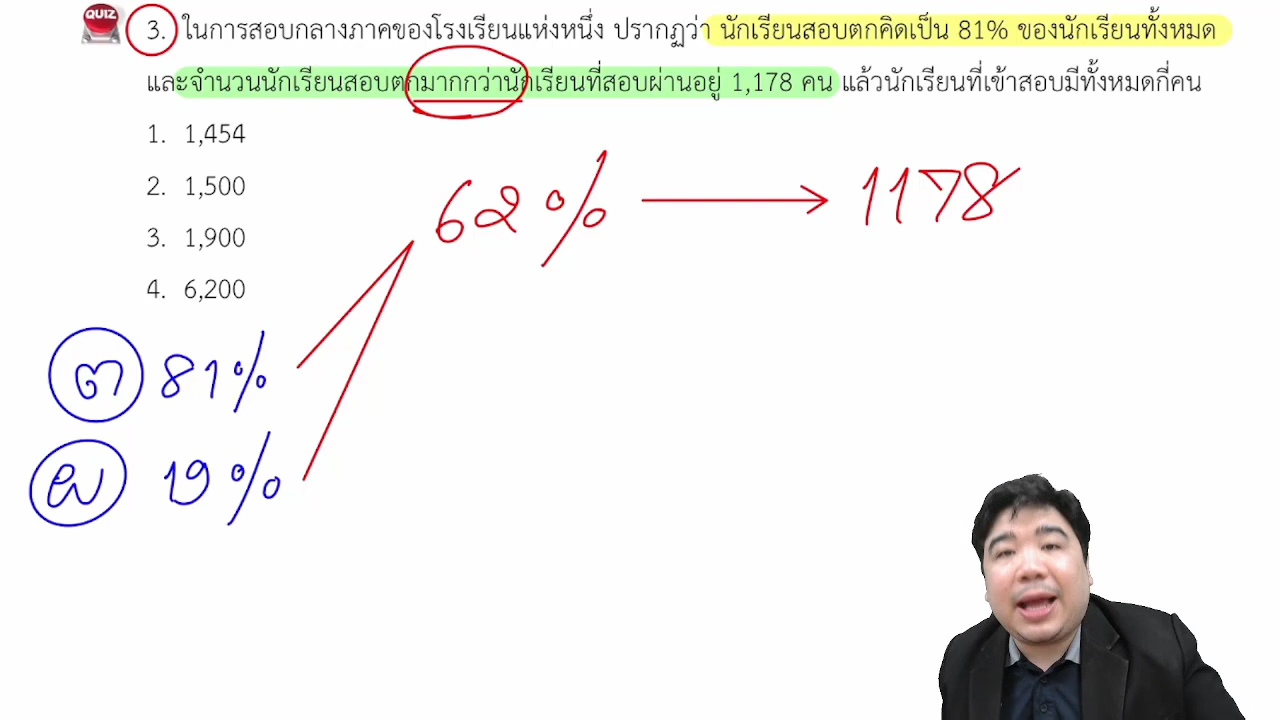 QUIZ
3. ในการสอบกลางภาคของโรงเรียนแห่งหนึ่ง ปรากฏว่า นักเรียนสอบตกคิดเป็น 81% ของนักเรียนทั้งหมด
และจำนวนนักเรียนสอบตกมากกว่านักเรียนที่สอบผ่านอยู่ 1,178 คน แล้วนักเรียนที่เข้าสอบมีทั้งหมดกี่คน
1. 1,454
2. 1,500
3. 1,900
4. 6,200
62% → 1178
ต 81%
ผ 19%